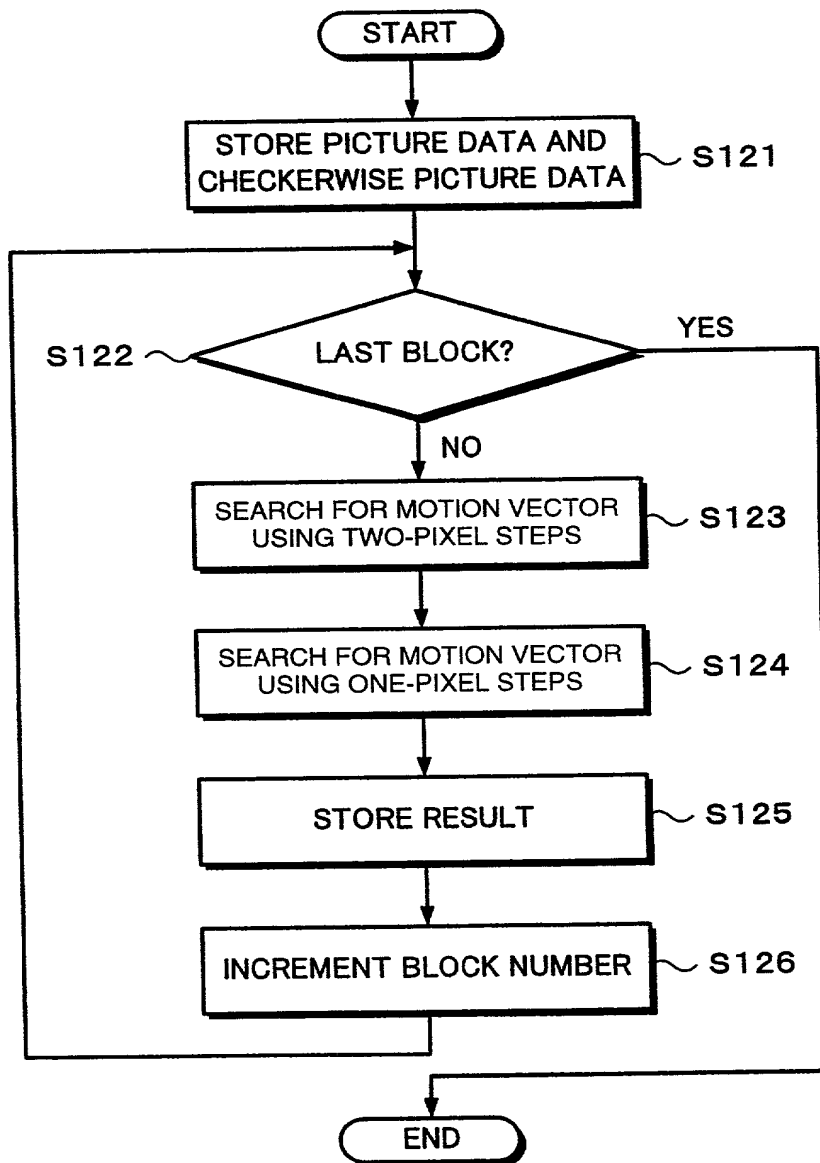 START
STORE PICTURE DATA AND
CHECKERWISE PICTURE DATA
S121
S122
LAST BLOCK?
YES
NO
SEARCH FOR MOTION VECTOR
USING TWO-PIXEL STEPS
S123
SEARCH FOR MOTION VECTOR
USING ONE-PIXEL STEPS
S124
STORE RESULT
S125
INCREMENT BLOCK NUMBER
S126
END